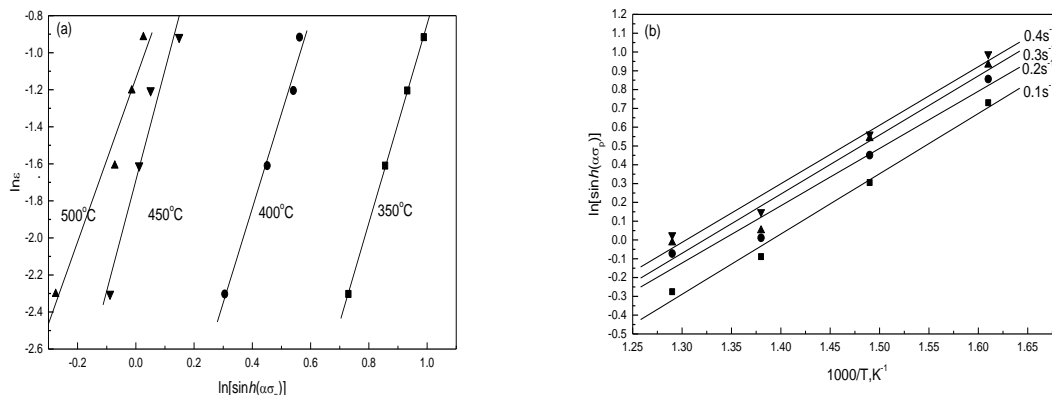 (a)
-0.8
-1.0
-1.2
-1.4
-1.6
-1.8
-2.0
-2.2
-2.4
-2.6
lnε
500°C
450°C
400°C
350°C
-0.2 0.0 0.2 0.4 0.6 0.8 1.0
ln[sinh(ασₚ)]
(b)
1.2
1.1
1.0
0.9
0.8
0.7
0.6
0.5
0.4
0.3
0.2
0.1
0.0
-0.1
-0.2
-0.3
-0.4
-0.5
ln[sinh(ασₚ)]
0.4s⁻
0.3s⁻
0.2s⁻¹
0.1s⁻
1.25 1.30 1.35 1.40 1.45 1.50 1.55 1.60 1.65
1000/T,K⁻¹